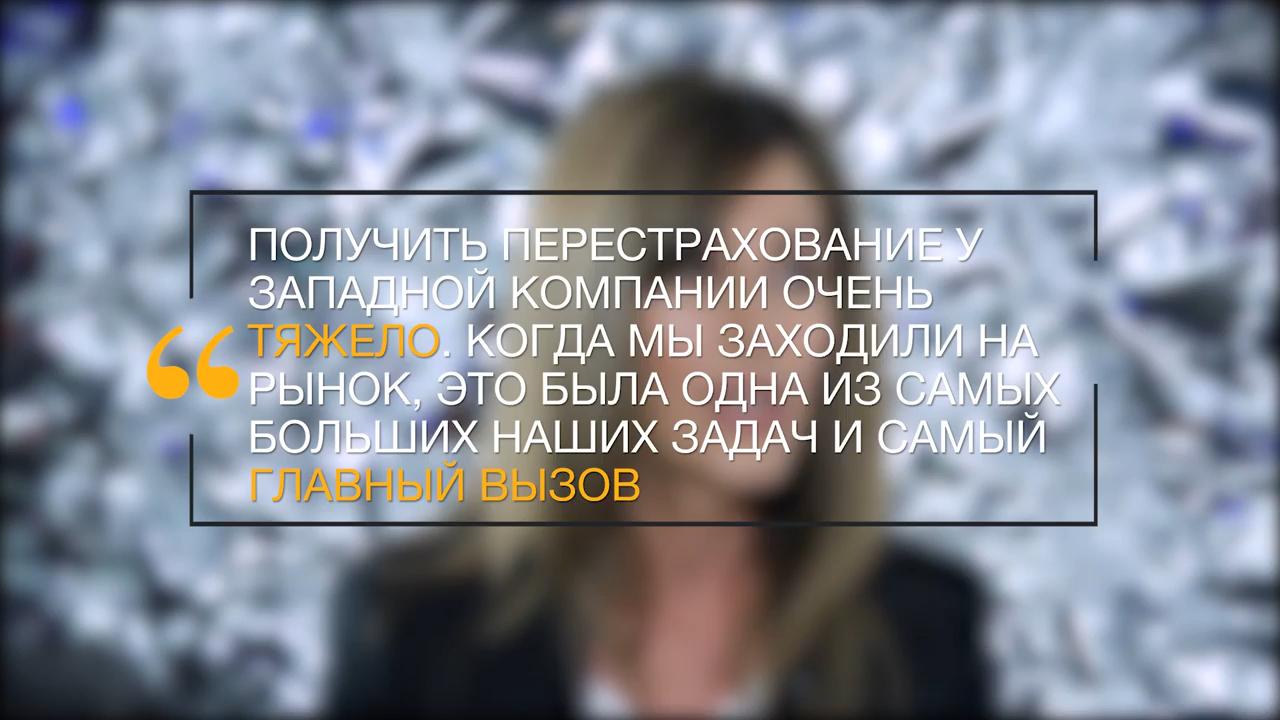 ПОЛУЧИТЬ ПЕРЕСТРАХОВАНИЕ У
ЗАПАДНОЙ КОМПАНИИ ОЧЕНЬ
ТЯЖЕЛО. КОГДА МЫ ЗАХОДИЛИ НА
РЫНОК, ЭТО БЫЛА ОДНА ИЗ САМЫХ
БОЛЬШИХ НАШИХ ЗАДАЧ И САМЫЙ
ГЛАВНЫЙ ВЫЗОВ